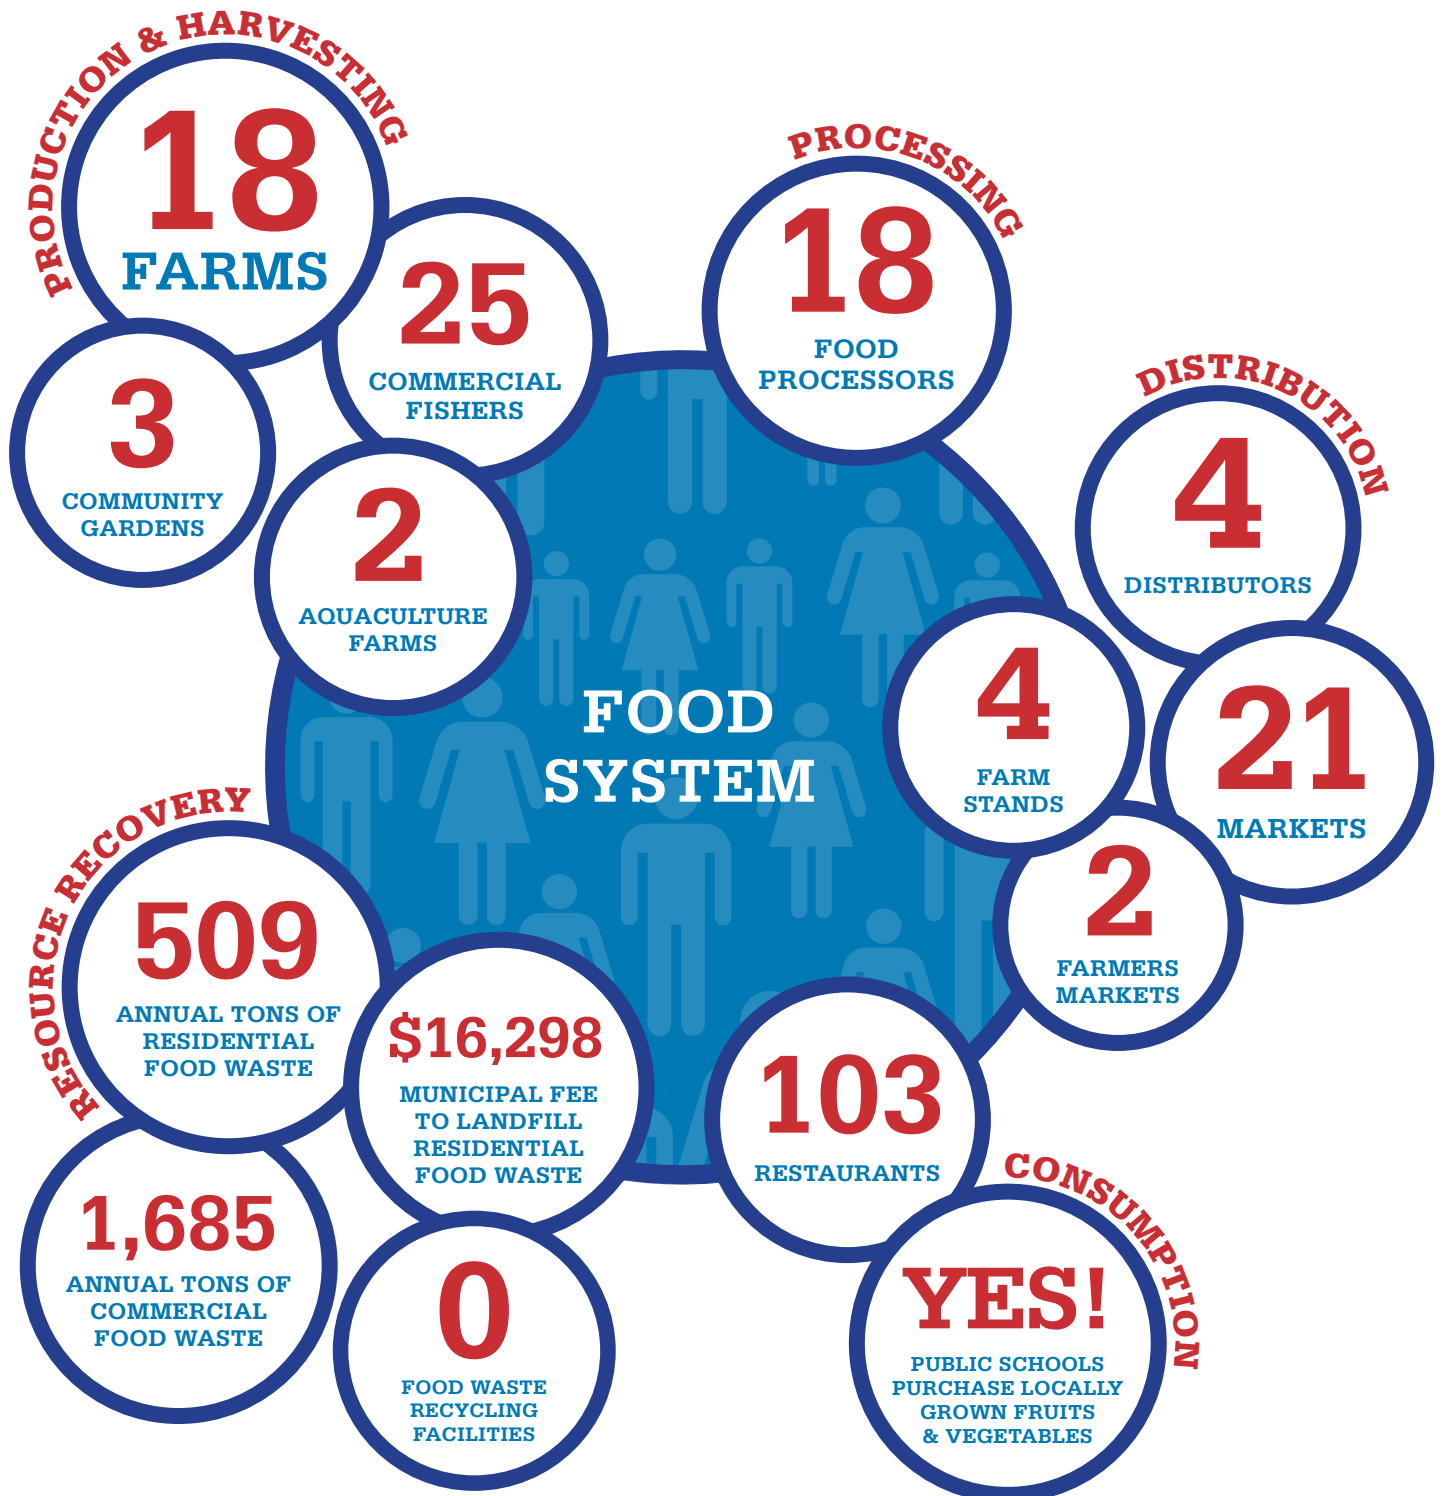 PRODUCTION & HARVESTING
18
FARMS
25
COMMERCIAL
FISHERS
3
COMMUNITY
GARDENS
2
AQUACULTURE
FARMS
PROCESSING
18
FOOD
PROCESSORS
DISTRIBUTION
4
DISTRIBUTORS
4
FARM
STANDS
21
MARKETS
2
FARMERS
MARKETS
FOOD
SYSTEM
RESOURCE RECOVERY
509
ANNUAL TONS OF
RESIDENTIAL
FOOD WASTE
$16,298
MUNICIPAL FEE
TO LANDFILL
RESIDENTIAL
FOOD WASTE
1,685
ANNUAL TONS OF
COMMERCIAL
FOOD WASTE
0
FOOD WASTE
RECYCLING
FACILITIES
103
RESTAURANTS
CONSUMPTION
YES!
PUBLIC SCHOOLS
PURCHASE LOCALLY
GROWN FRUITS
& VEGETABLES